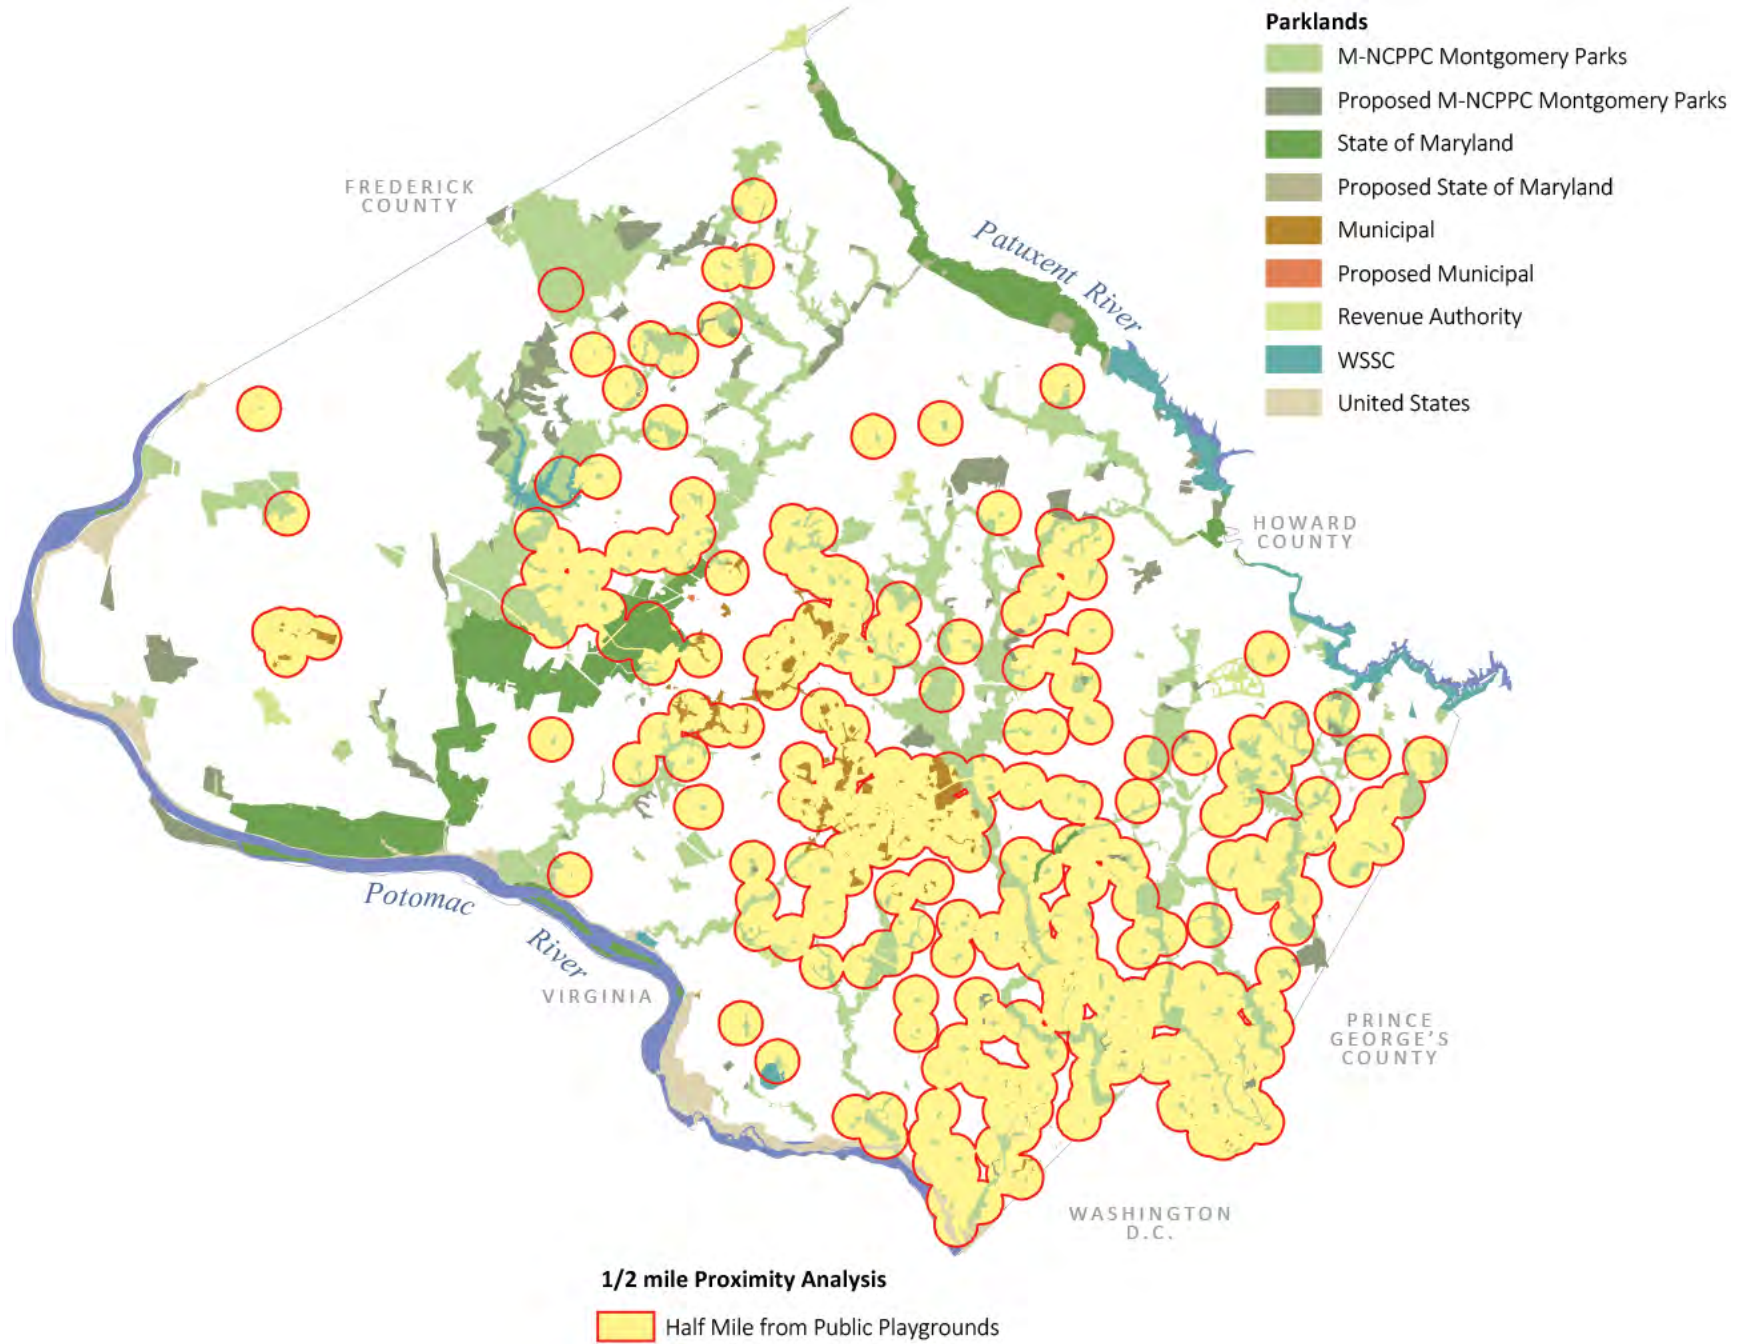 Parklands
M-NCPPC Montgomery Parks
Proposed M-NCPPC Montgomery Parks
State of Maryland
Proposed State of Maryland
Municipal
Proposed Municipal
Revenue Authority
WSSC
United States
FREDERICK
COUNTY
Patuxent River
HOWARD
COUNTY
Potomac
River
VIRGINIA
PRINCE
GEORGE'S
COUNTY
WASHINGTON
D.C.
1/2 mile Proximity Analysis
Half Mile from Public Playgrounds